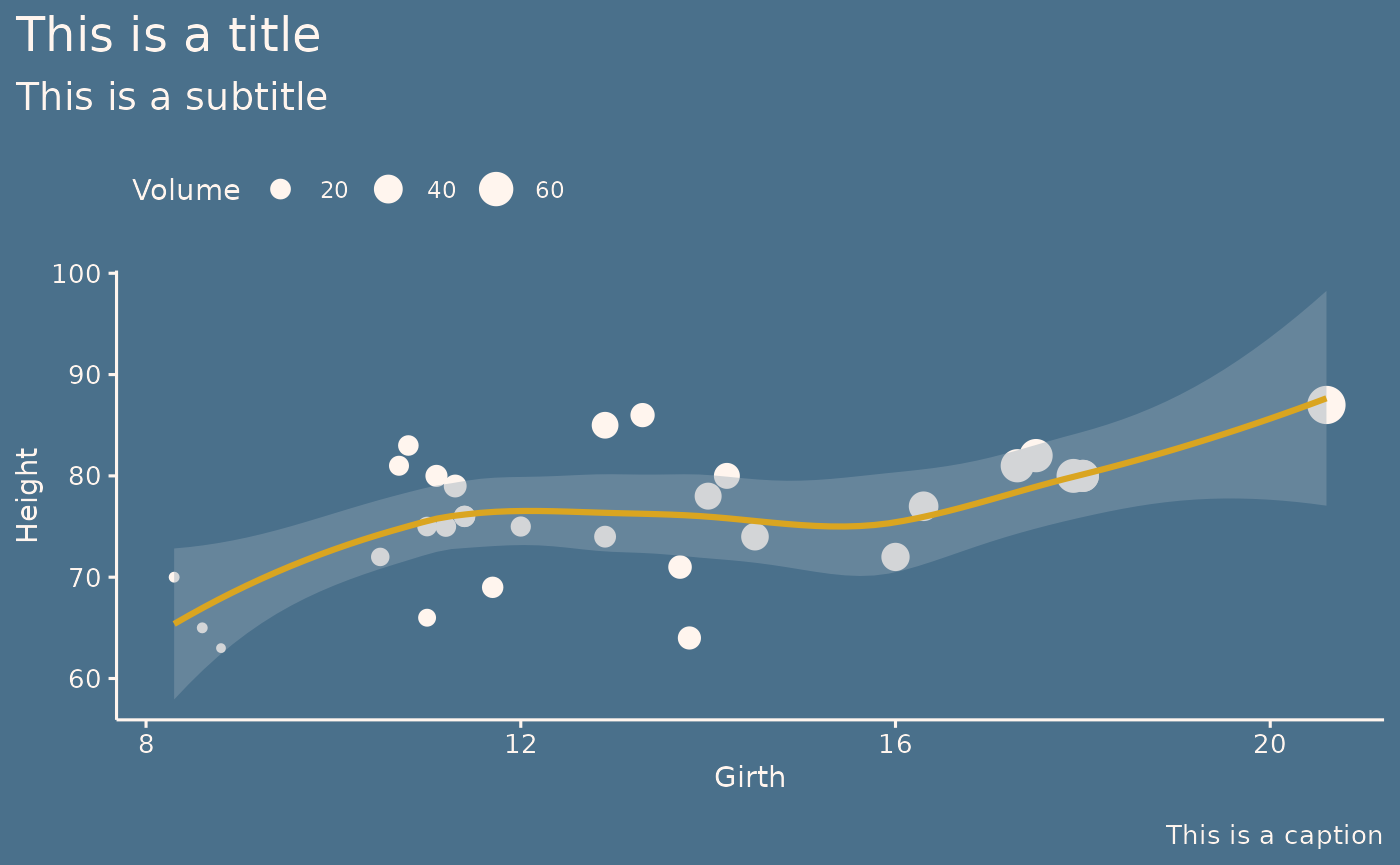 This is a title
This is a subtitle
Volume 20 40 60
100
90
80
70
60
Height
8 12 16 20
Girth
This is a caption